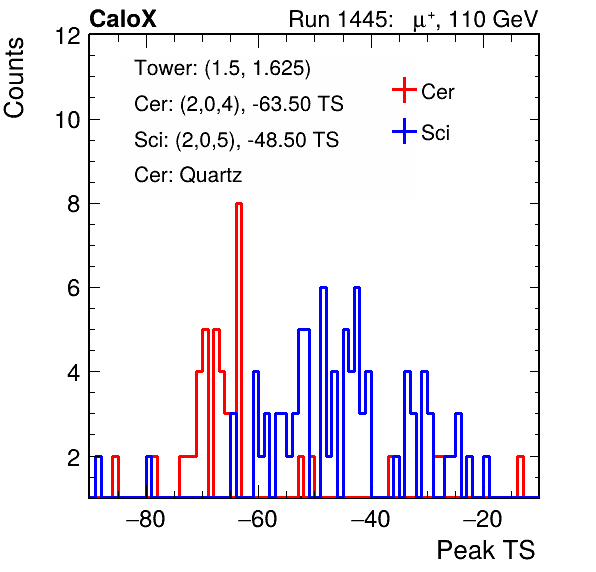 CaloX Run 1445: μ⁺, 110 GeV
Counts
12
10
8
6
4
2
Tower: (1.5, 1.625)
Cer: (2,0,4), -63.50 TS
Sci: (2,0,5), -48.50 TS
Cer: Quartz
Cer
Sci
−80 −60 −40 −20
Peak TS